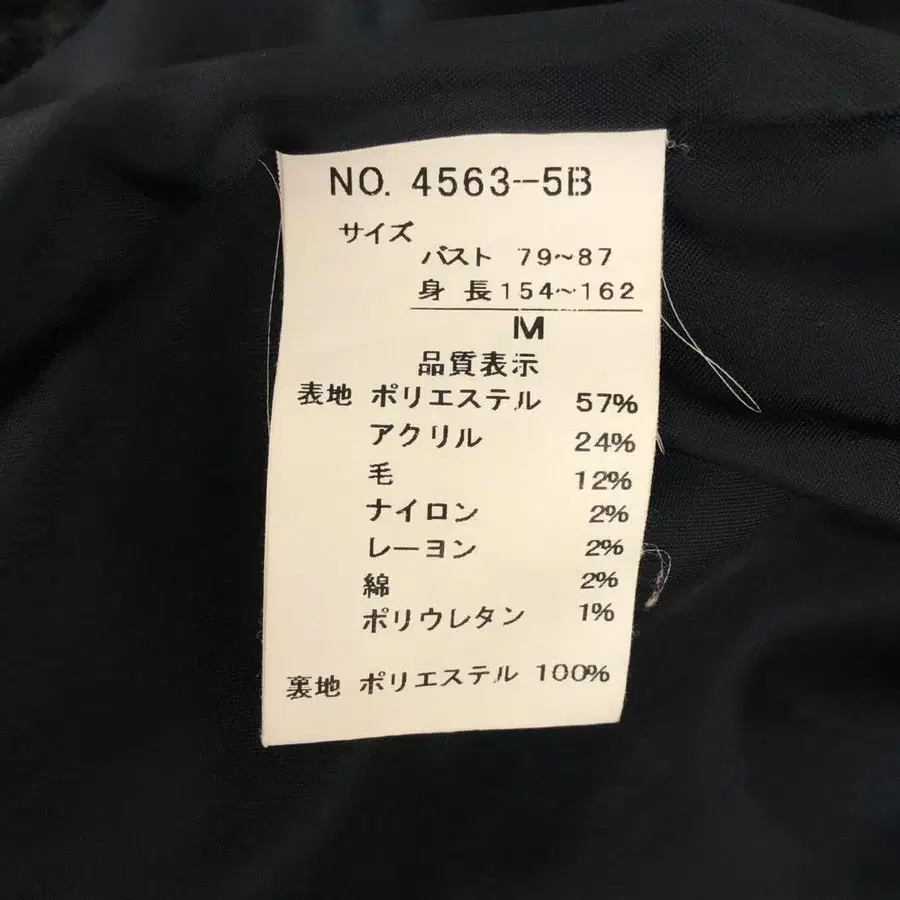 NO. 4563-5B
サイズ
バスト 79~87
身長 154~162
M
品質表示
表地 ポリエステル 57%
アクリル 24%
毛 12%
ナイロン 2%
レーヨン 2%
綿 2%
ポリウレタン 1%
裏地 ポリエステル 100%